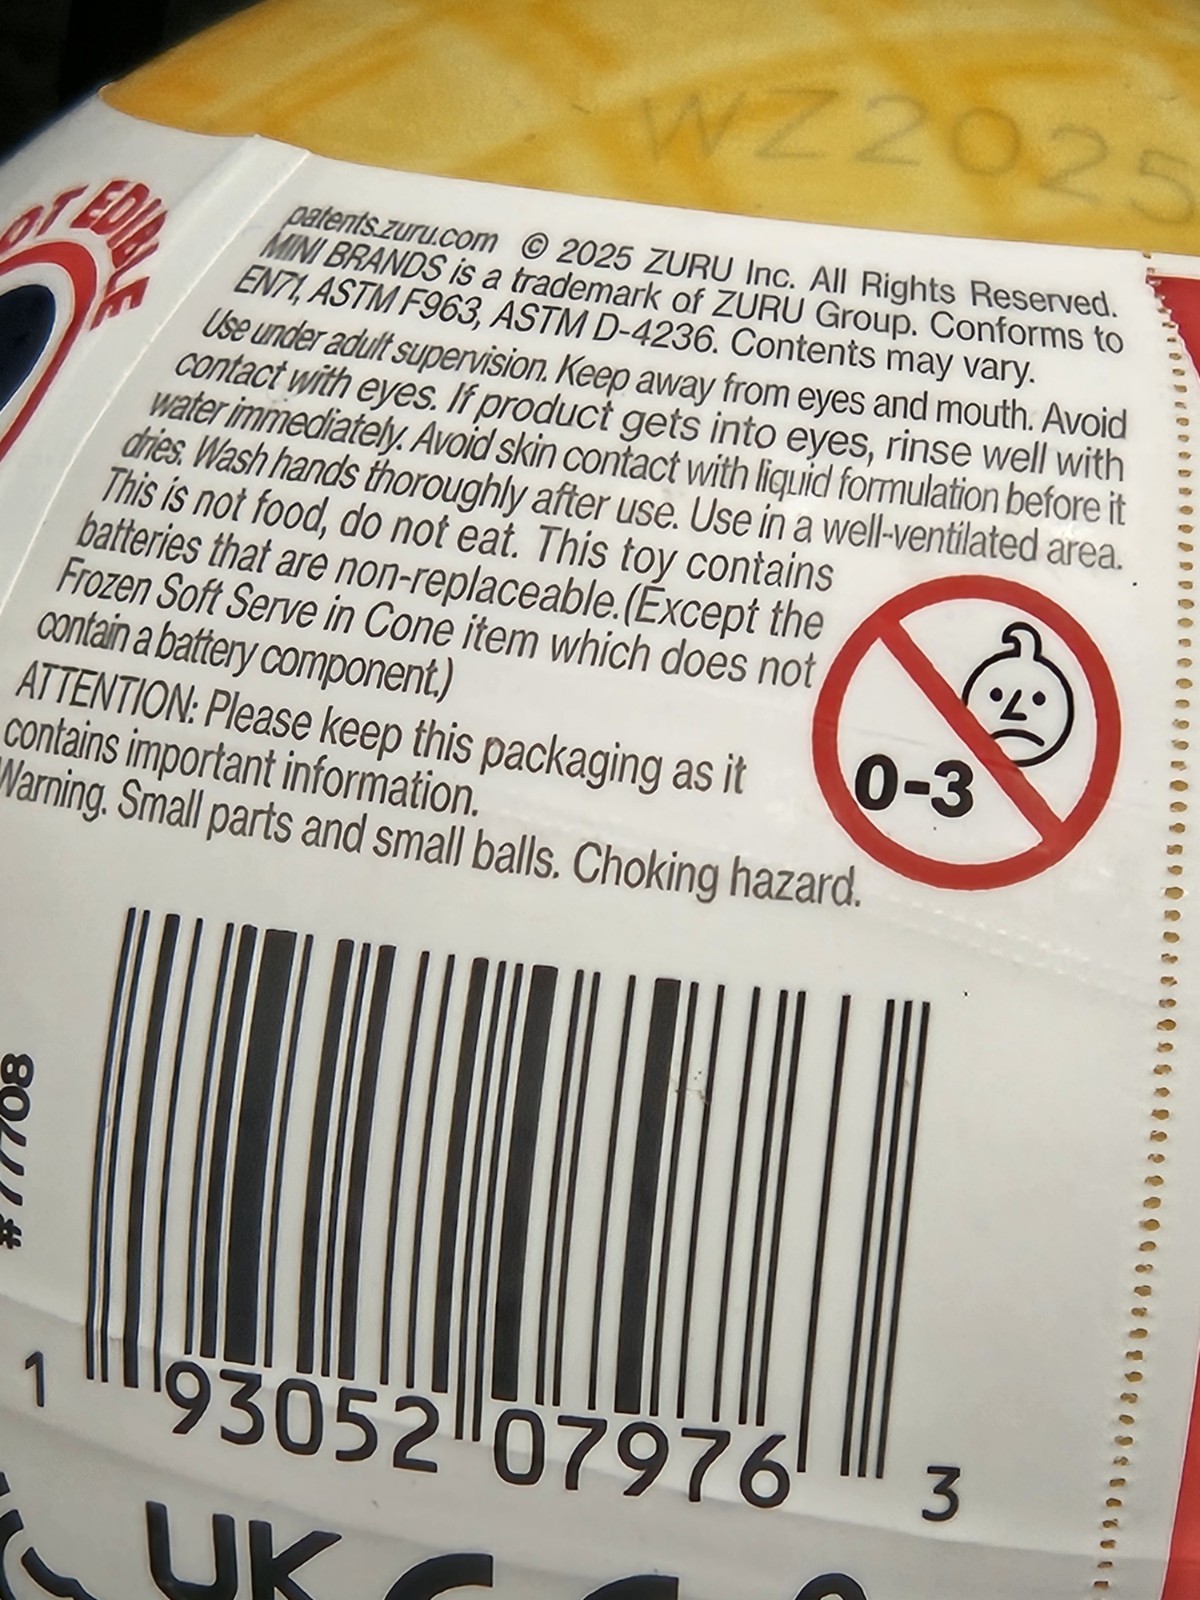 WZ2025
OT EDIBLE
patents.zuru.com © 2025 ZURU Inc. All Rights Reserved.
MINI BRANDS is a trademark of ZURU Group. Conforms to
EN71, ASTM F963, ASTM D-4236. Contents may vary.
Use under adult supervision. Keep away from eyes and mouth. Avoid
contact with eyes. If product gets into eyes, rinse well with
water immediately. Avoid skin contact with liquid formulation before it
dries. Wash hands thoroughly after use. Use in a well-ventilated area.
This is not food, do not eat. This toy contains
batteries that are non-replaceable.(Except the
Frozen Soft Serve in Cone item which does not
contain a battery component.)
ATTENTION: Please keep this packaging as it
contains important information.
Warning. Small parts and small balls. Choking hazard.
0-3
#77708
1 93052 07976 3
UK